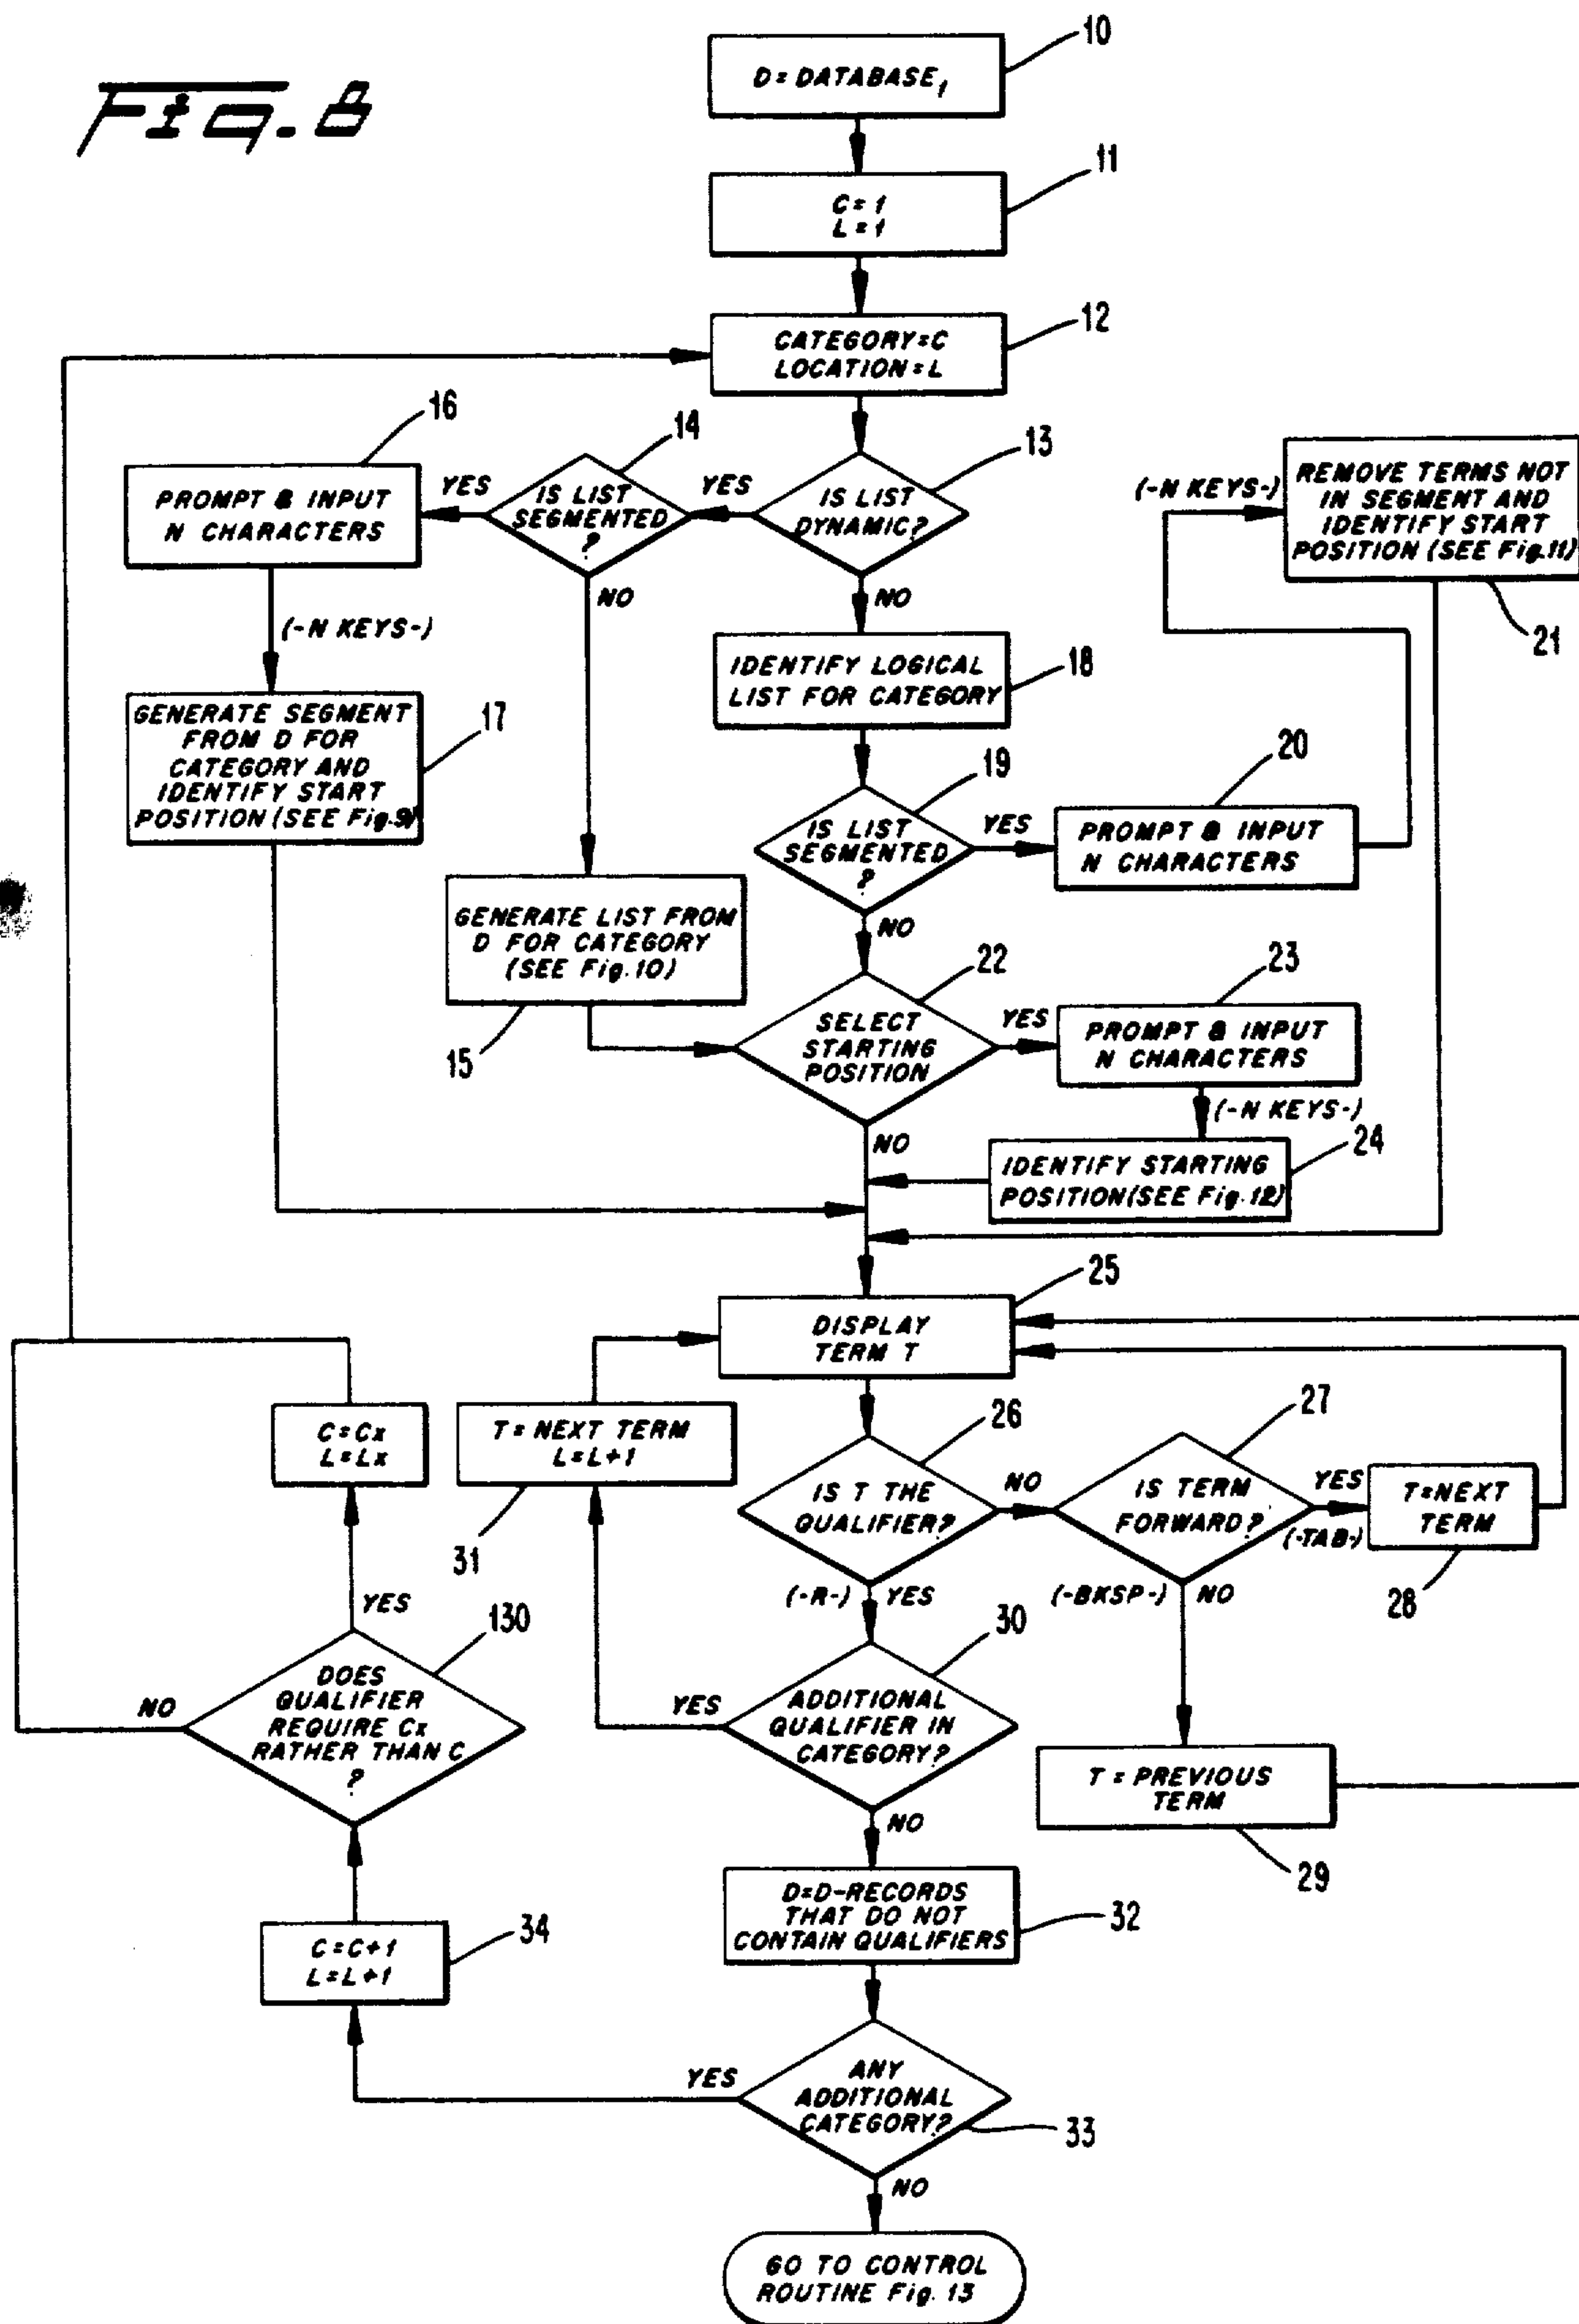 Fig. 8
10
D = DATABASE1
11
C = 1
L = 1
12
CATEGORY = C
LOCATION = L
13
IS LIST
DYNAMIC?
YES
NO
14
IS LIST
SEGMENTED
?
YES
NO
16
PROMPT & INPUT
N CHARACTERS
(-N KEYS-)
17
GENERATE SEGMENT
FROM D FOR
CATEGORY AND
IDENTIFY START
POSITION (SEE Fig. 9)
GENERATE LIST FROM
D FOR CATEGORY
(SEE Fig. 10)
15
IDENTIFY LOGICAL
LIST FOR CATEGORY
18
19
IS LIST
SEGMENTED
?
YES
NO
20
PROMPT & INPUT
N CHARACTERS
(-N KEYS-)
REMOVE TERMS NOT
IN SEGMENT AND
IDENTIFY START
POSITION (SEE Fig. 11)
21
22
SELECT
STARTING
POSITION
YES
NO
23
PROMPT & INPUT
N CHARACTERS
(-N KEYS-)
24
IDENTIFY STARTING
POSITION (SEE Fig. 12)
25
DISPLAY
TERM T
26
IS T THE
QUALIFIER?
NO
(-R-) YES
27
IS TERM
FORWARD?
YES
(-TAB-)
(-BKSP-) NO
T = NEXT
TERM
28
T = PREVIOUS
TERM
29
30
ADDITIONAL
QUALIFIER IN
CATEGORY?
YES
NO
T = NEXT TERM
L = L + 1
31
D = D-RECORDS
THAT DO NOT
CONTAIN QUALIFIERS
32
ANY
ADDITIONAL
CATEGORY?
33
YES
NO
C = C + 1
L = L + 1
34
130
DOES
QUALIFIER
REQUIRE Cx
RATHER THAN C
?
NO
YES
C = Cx
L = Lx
GO TO CONTROL
ROUTINE Fig. 13